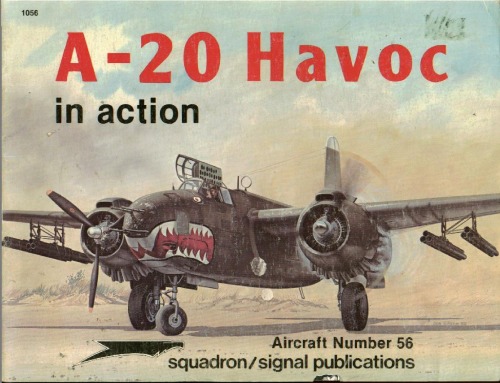 1056
A-20 Havoc
in action
Aircraft Number 56
squadron/signal publications